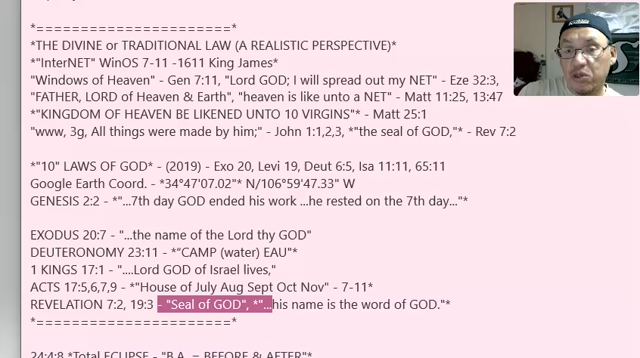 *=======================*
*THE DIVINE or TRADITIONAL LAW (A REALISTIC PERSPECTIVE)*
*"InterNET" WinOS 7-11 -1611 King James*
"Windows of Heaven" - Gen 7:11, "Lord GOD; I will spread out my NET" - Eze 32:3,
"FATHER, LORD of Heaven & Earth", "heaven is like unto a NET" - Matt 11:25, 13:47
*"KINGDOM OF HEAVEN BE LIKENED UNTO 10 VIRGINS"* - Matt 25:1
"www, 3g, All things were made by him;" - John 1:1,2,3, *"the seal of GOD,"* - Rev 7:2
*"10" LAWS OF GOD* - (2019) - Exo 20, Levi 19, Deut 6:5, Isa 11:11, 65:11
Google Earth Coord. - *34°47'07.02"* N/106°59'47.33" W
GENESIS 2:2 - *"...7th day GOD ended his work ...he rested on the 7th day..."*
EXODUS 20:7 - "...the name of the Lord thy GOD"
DEUTERONOMY 23:11 - *"CAMP (water) EAU"*
1 KINGS 17:1 - "....Lord GOD of Israel lives,"
ACTS 17:5,6,7,9 - *"House of July Aug Sept Oct Nov" - 7-11*
REVELATION 7:2, 19:3 - "Seal of GOD", *"...his name is the word of GOD."*
*=======================*
24:4:8 *Total ECLIPSE - "B.A. = BEFORE & AFTER"*